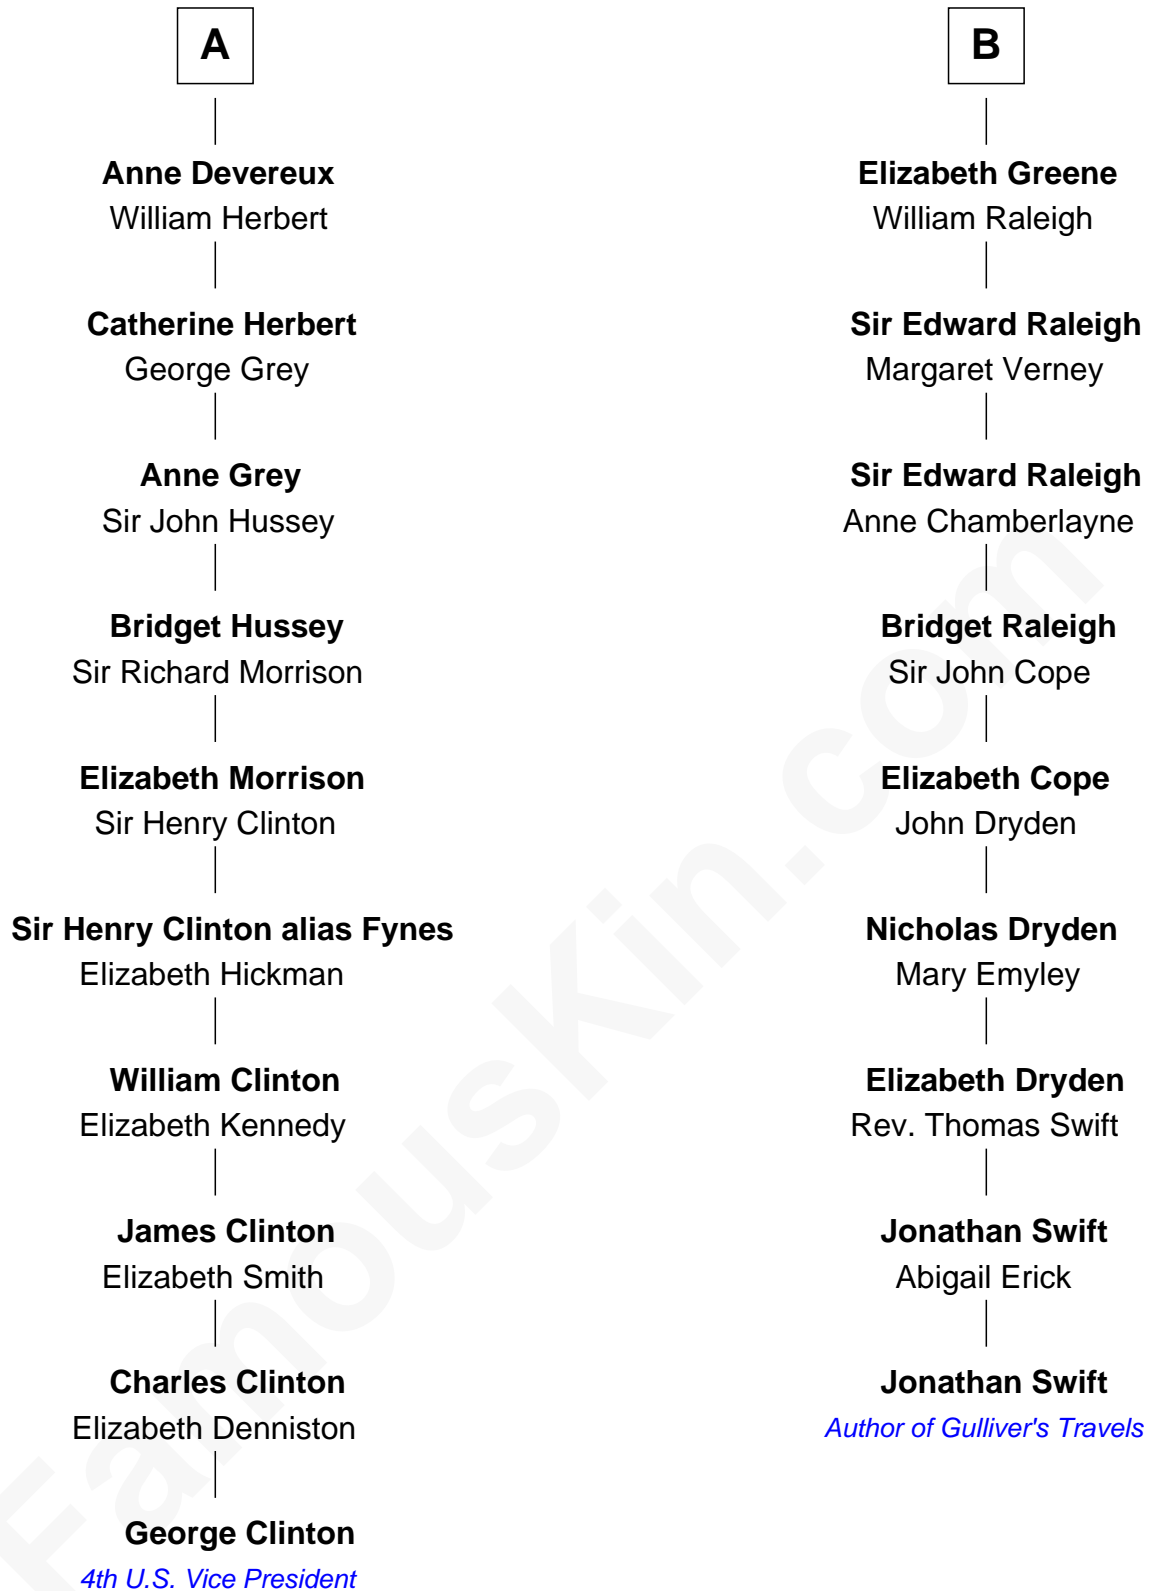 A
Anne Devereux
William Herbert
Catherine Herbert
George Grey
Anne Grey
Sir John Hussey
Bridget Hussey
Sir Richard Morrison
Elizabeth Morrison
Sir Henry Clinton
Sir Henry Clinton alias Fynes
Elizabeth Hickman
William Clinton
Elizabeth Kennedy
James Clinton
Elizabeth Smith
Charles Clinton
Elizabeth Denniston
George Clinton
4th U.S. Vice President
B
Elizabeth Greene
William Raleigh
Sir Edward Raleigh
Margaret Verney
Sir Edward Raleigh
Anne Chamberlayne
Bridget Raleigh
Sir John Cope
Elizabeth Cope
John Dryden
Nicholas Dryden
Mary Emyley
Elizabeth Dryden
Rev. Thomas Swift
Jonathan Swift
Abigail Erick
Jonathan Swift
Author of Gulliver's Travels
FamousKin.com